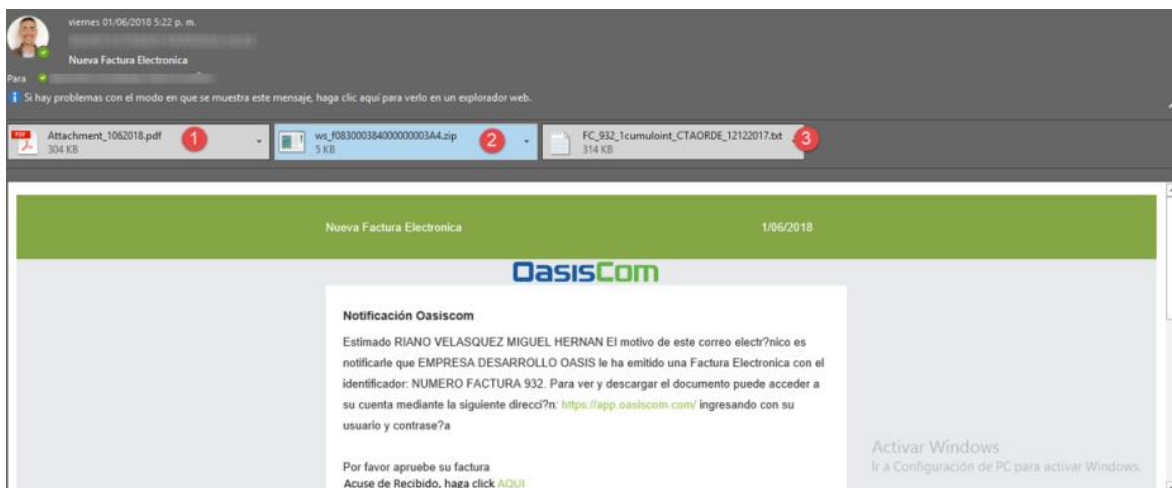 viernes 01/06/2018 5:22 p. m.
Nueva Factura Electronica
Para
Si hay problemas con el modo en que se muestra este mensaje, haga clic aquí para verlo en un explorador web.
Attachment_1062018.pdf 1
304 KB
ws_f083000384000000003A4.zip 2
5 KB
FC_932_1cumuloint_CTAORDE_12122017.txt 3
314 KB
Nueva Factura Electronica 1/06/2018
OasisCom
Notificación Oasiscom
Estimado RIANO VELASQUEZ MIGUEL HERNAN El motivo de este correo electr?nico es
notificarle que EMPRESA DESARROLLO OASIS le ha emitido una Factura Electronica con el
identificador: NUMERO FACTURA 932. Para ver y descargar el documento puede acceder a
su cuenta mediante la siguiente direcci?n: https://app.oasiscom.com/ ingresando con su
usuario y contrase?a
Por favor apruebe su factura
Acuse de Recibido, haga click AQUI
Activar Windows
Ir a Configuración de PC para activar Windows.